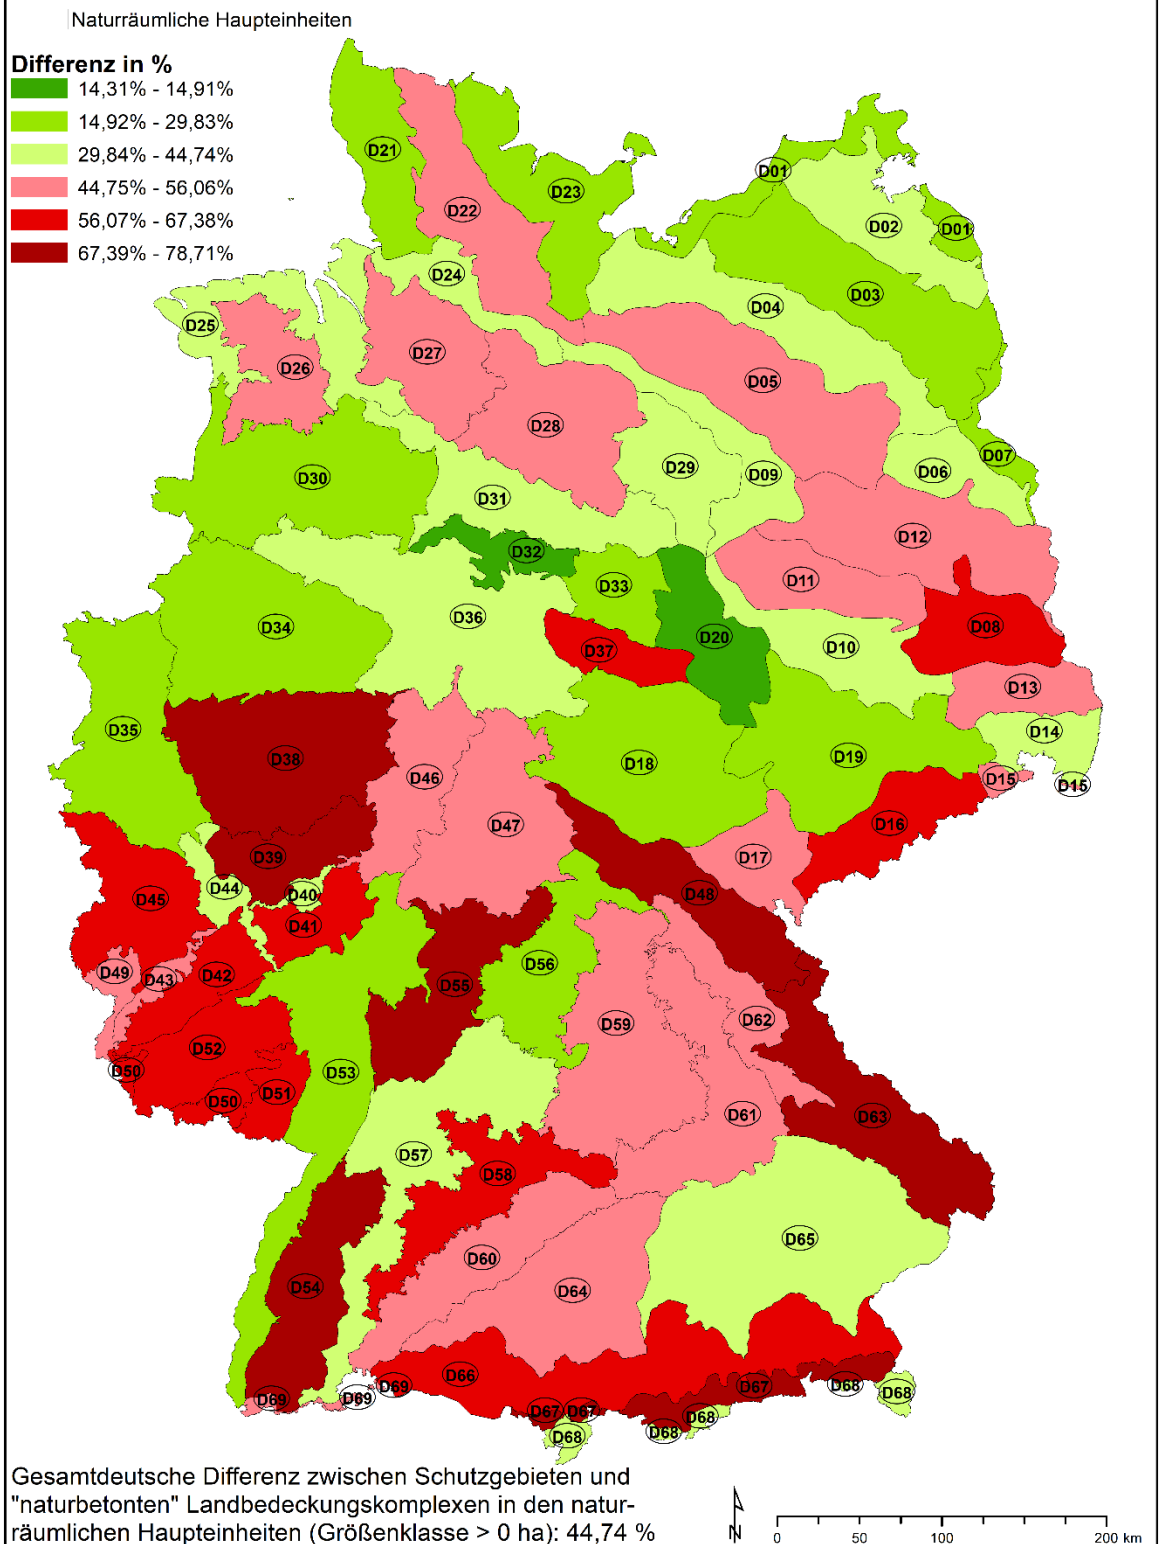 Naturräumliche Haupteinheiten
Differenz in %
14,31% - 14,91%
14,92% - 29,83%
29,84% - 44,74%
44,75% - 56,06%
56,07% - 67,38%
67,39% - 78,71%
D21
D01
D23
D22
D02
D01
D24
D03
D04
D25
D27
D26
D05
D28
D07
D29
D09
D06
D30
D31
D12
D32
D11
D33
D36
D34
D08
D20
D10
D37
D13
D35
D14
D38
D18
D19
D46
D15
D15
D47
D16
D39
D17
D44
D40
D48
D45
D41
D56
D49
D43
D42
D55
D62
D59
D52
D50
D53
D51
D50
D61
D63
D57
D58
D65
D60
D54
D64
D66
D69
D67
D68
D68
D69
D69
D67
D67
D68
D68
D68
Gesamtdeutsche Differenz zwischen Schutzgebieten und
"naturbetonten" Landbedeckungskomplexen in den natur-
räumlichen Haupteinheiten (Größenklasse > 0 ha): 44,74 %
N
0 50 100 200 km